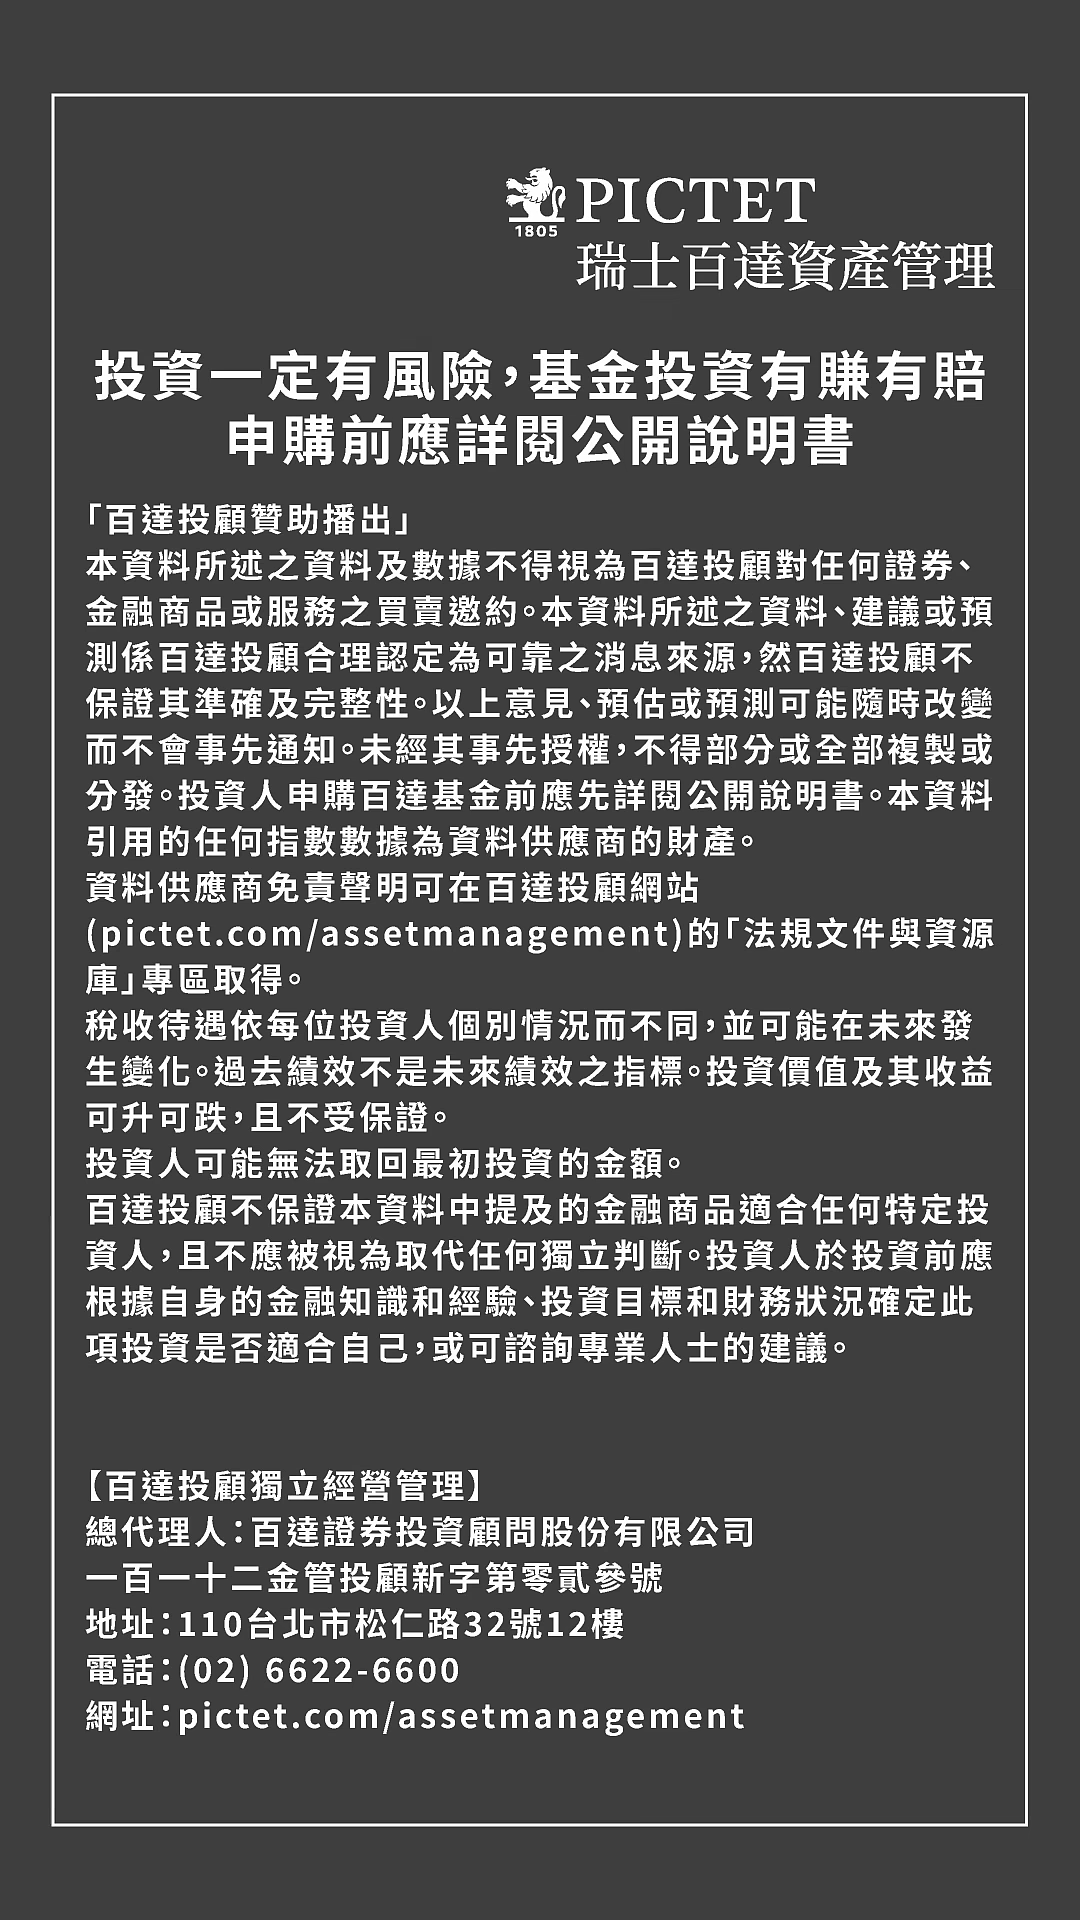 PICTET
1805
瑞士百達資產管理
投資一定有風險，基金投資有賺有賠
申購前應詳閱公開說明書
「百達投顧贊助播出」
本資料所述之資料及數據不得視為百達投顧對任何證券、
金融商品或服務之買賣邀約。本資料所述之資料、建議或預
測係百達投顧合理認定為可靠之消息來源，然百達投顧不
保證其準確及完整性。以上意見、預估或預測可能隨時改變
而不會事先通知。未經其事先授權，不得部分或全部複製或
分發。投資人申購百達基金前應先詳閱公開說明書。本資料
引用的任何指數數據為資料供應商的財產。
資料供應商免責聲明可在百達投顧網站
(pictet.com/assetmanagement)的「法規文件與資源
庫」專區取得。
稅收待遇依每位投資人個別情況而不同，並可能在未來發
生變化。過去績效不是未來績效之指標。投資價值及其收益
可升可跌，且不受保證。
投資人可能無法取回最初投資的金額。
百達投顧不保證本資料中提及的金融商品適合任何特定投
資人，且不應被視為取代任何獨立判斷。投資人於投資前應
根據自身的金融知識和經驗、投資目標和財務狀況確定此
項投資是否適合自己，或可諮詢專業人士的建議。
【百達投顧獨立經營管理】
總代理人：百達證券投資顧問股份有限公司
一百一十二金管投顧新字第零貳參號
地址：110台北市松仁路32號12樓
電話：(02) 6622-6600
網址：pictet.com/assetmanagement